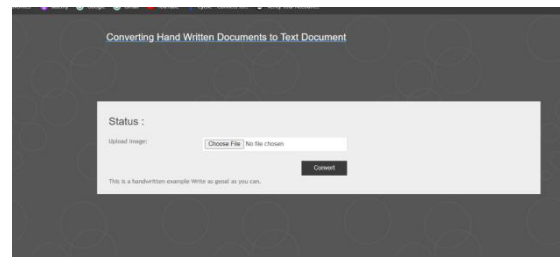 Converting Hand Written Documents to Text Document
Status :
Upload Image:
Choose File No file chosen
Convert
This is a handwritten example Write as good as you can.